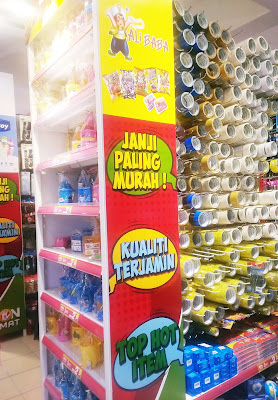 ALI BABA
JANJI
PALING
MURAH !
KUALITI
TERJAMIN
TOP HOT
ITEM